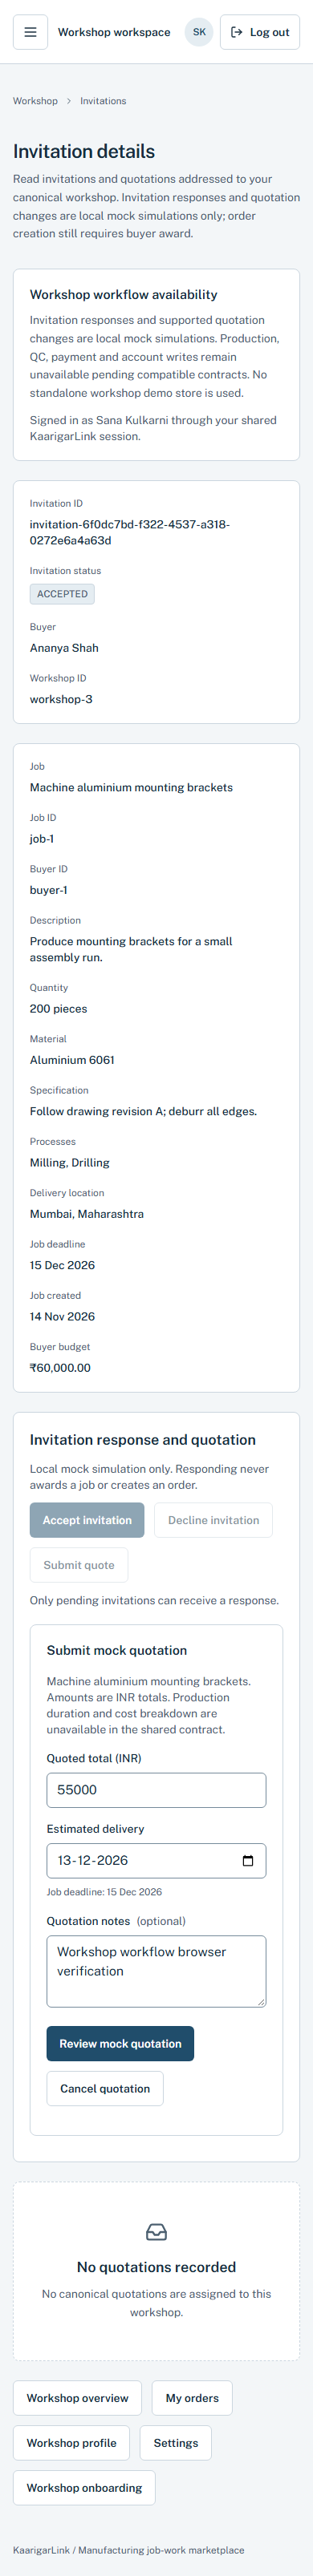 Workshop workspace
SK
Log out
Workshop > Invitations
Invitation details
Read invitations and quotations addressed to your
canonical workshop. Invitation responses and quotation
changes are local mock simulations only; order
creation still requires buyer award.
Workshop workflow availability
Invitation responses and supported quotation
changes are local mock simulations. Production,
QC, payment and account writes remain
unavailable pending compatible contracts. No
standalone workshop demo store is used.
Signed in as Sana Kulkarni through your shared
KaarigarLink session.
Invitation ID
invitation-6f0dc7bd-f322-4537-a318-
0272e6a4a63d
Invitation status
ACCEPTED
Buyer
Ananya Shah
Workshop ID
workshop-3
Job
Machine aluminium mounting brackets
Job ID
job-1
Buyer ID
buyer-1
Description
Produce mounting brackets for a small
assembly run.
Quantity
200 pieces
Material
Aluminium 6061
Specification
Follow drawing revision A; deburr all edges.
Processes
Milling, Drilling
Delivery location
Mumbai, Maharashtra
Job deadline
15 Dec 2026
Job created
14 Nov 2026
Buyer budget
₹60,000.00
Invitation response and quotation
Local mock simulation only. Responding never
awards a job or creates an order.
Accept invitation
Decline invitation
Submit quote
Only pending invitations can receive a response.
Submit mock quotation
Machine aluminium mounting brackets.
Amounts are INR totals. Production
duration and cost breakdown are
unavailable in the shared contract.
Quoted total (INR)
55000
Estimated delivery
13-12-2026
Job deadline: 15 Dec 2026
Quotation notes (optional)
Workshop workflow browser
verification
Review mock quotation
Cancel quotation
No quotations recorded
No canonical quotations are assigned to this
workshop.
Workshop overview
My orders
Workshop profile
Settings
Workshop onboarding
KaarigarLink / Manufacturing job-work marketplace